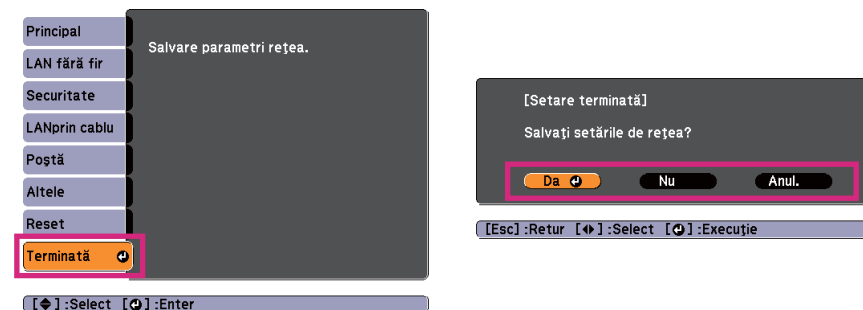 Principal
LAN fără fir
Securitate
LANprin cablu
Poştă
Altele
Reset
Terminată
Salvare parametri reţea.
[ ] :Select [ ] :Enter
[Setare terminată]
Salvaţi setările de reţea?
Da Nu Anul.
[Esc] :Retur [ ] :Select [ ] :Execuţie